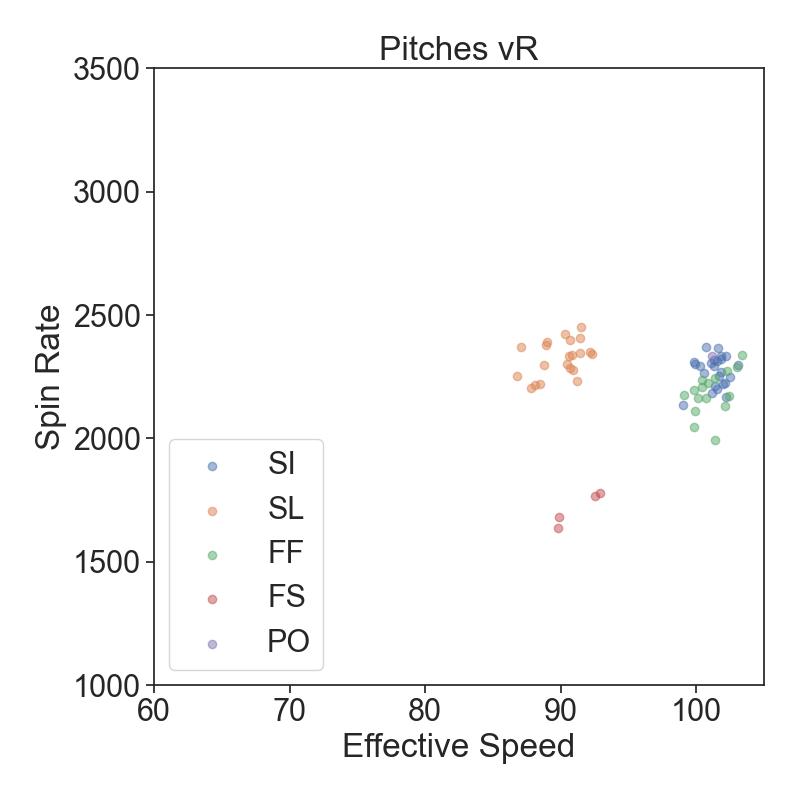 Pitches vR
3500
3000
2500
2000
1500
1000
Spin Rate
SI
SL
FF
FS
PO
60 70 80 90 100
Effective Speed